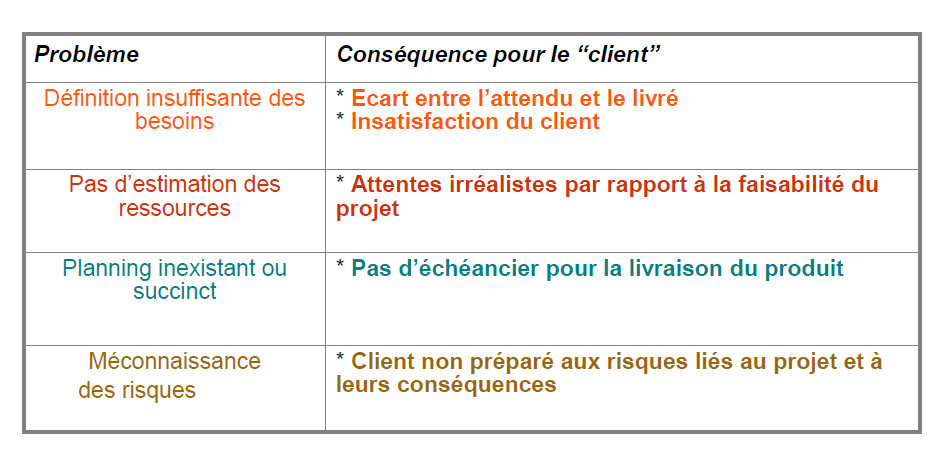 Problème
Conséquence pour le “client”
Définition insuffisante des
besoins
* Ecart entre l’attendu et le livré
* Insatisfaction du client
Pas d’estimation des
ressources
* Attentes irréalistes par rapport à la faisabilité du
projet
Planning inexistant ou
succinct
* Pas d’échéancier pour la livraison du produit
Méconnaissance
des risques
* Client non préparé aux risques liés au projet et à
leurs conséquences